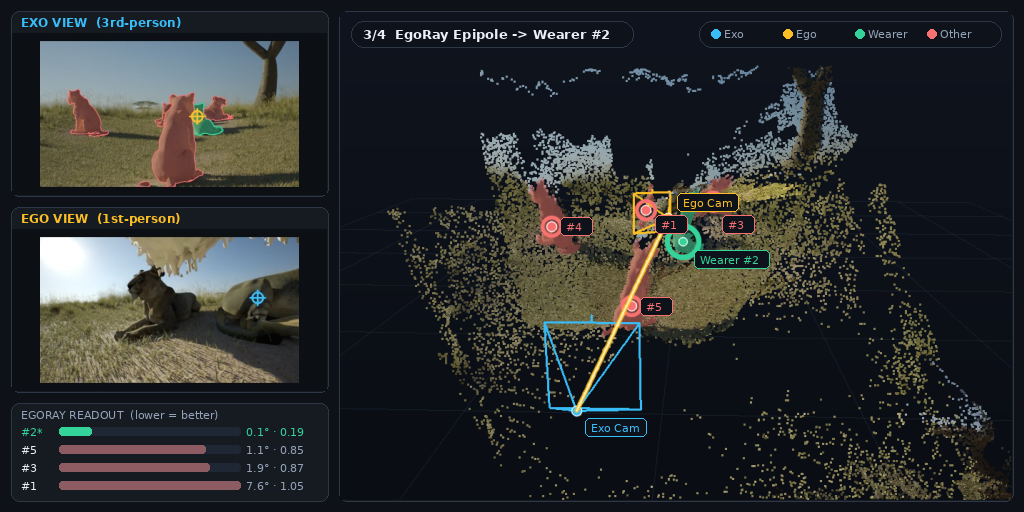 EXO VIEW (3rd-person)
EGO VIEW (1st-person)
EGORAY READOUT (lower = better)
#2* 0.1° · 0.19
#5 1.1° · 0.85
#3 1.9° · 0.87
#1 7.6° · 1.05
3/4 EgoRay Epipole -> Wearer #2
Exo Ego Wearer Other
Ego Cam
#4
#1
#3
Wearer #2
#5
Exo Cam